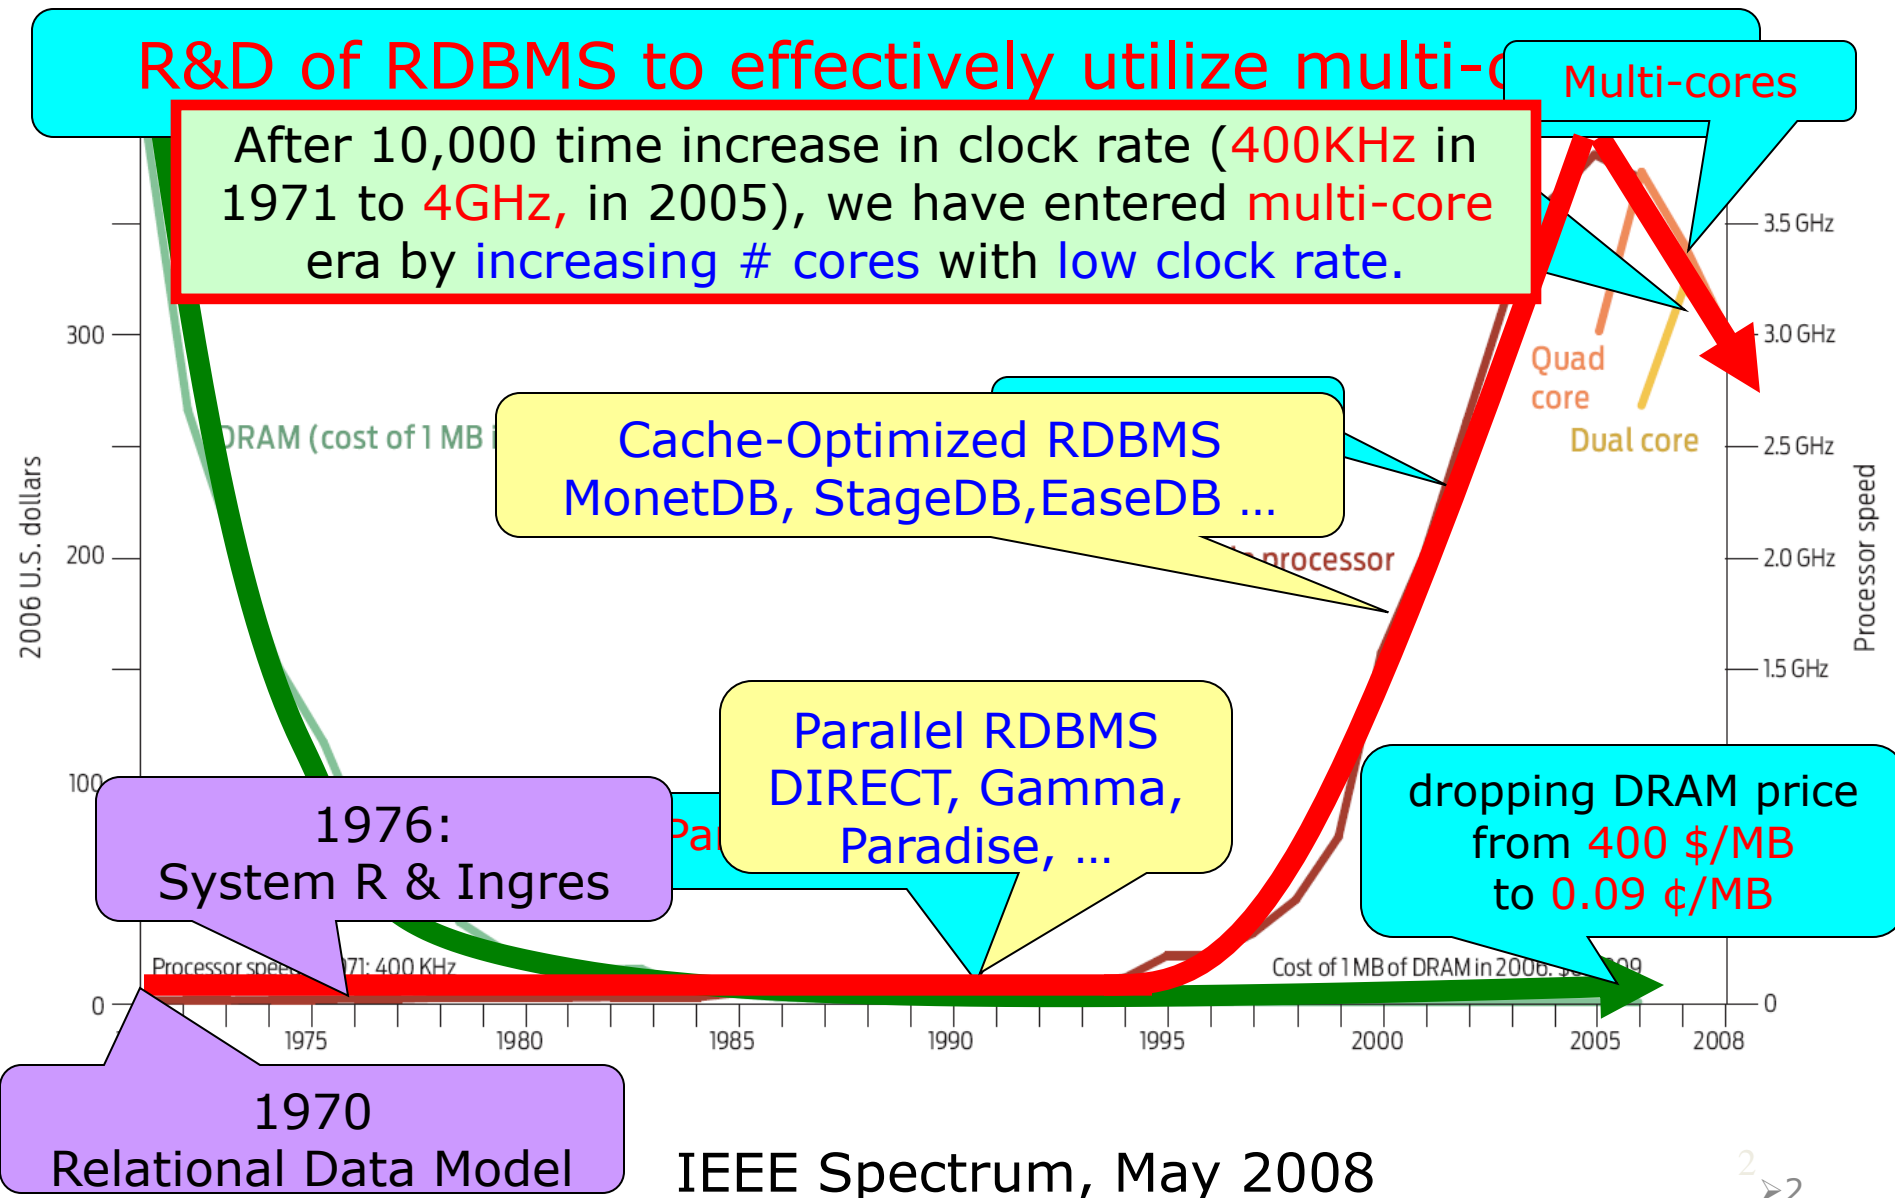 R&D of RDBMS to effectively utilize
Multi-cores
After 10,000 time increase in clock rate (400KHz in
1971 to 4GHz, in 2005), we have entered multi-core
era by increasing # cores with low clock rate.
3.5 GHz
300
3.0 GHz
Quad
core
DRAM (cost of 1 MB
Dual core
2.5 GHz
Cache-Optimized RDBMS
MonetDB, StageDB,EaseDB ...
2006 U.S. dollars
Processor speed
200
processor
2.0 GHz
1.5 GHz
Parallel RDBMS
DIRECT, Gamma,
Paradise, ...
100
1976:
System R & Ingres
dropping DRAM price
from 400 $/MB
to 0.09 ¢/MB
Processor 400 KHz
Cost of 1 MB of DRAM in 2006:
0
0
1975
1980
1985
1990
1995
2000
2005
2008
1970
Relational Data Model
IEEE Spectrum, May 2008
2
➢2